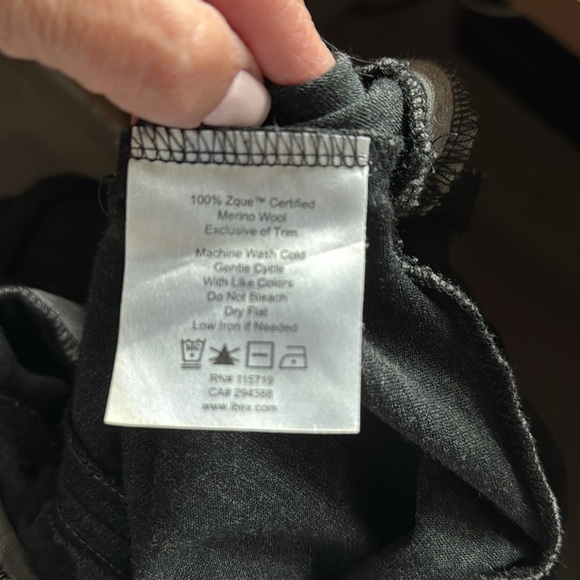 100% Zque™ Certified
Merino Wool
Exclusive of Trim
Machine Wash Cold
Gentle Cycle
With Like Colors
Do Not Bleach
Dry Flat
Low Iron if Needed
RN# 115719
CA# 294388
www.ibex.com